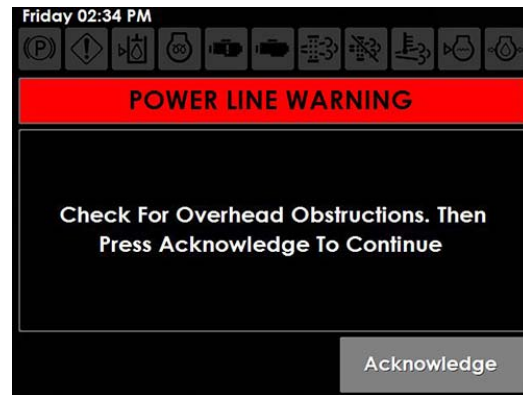 Friday 02:34 PM
POWER LINE WARNING
Check For Overhead Obstructions. Then
Press Acknowledge To Continue
Acknowledge